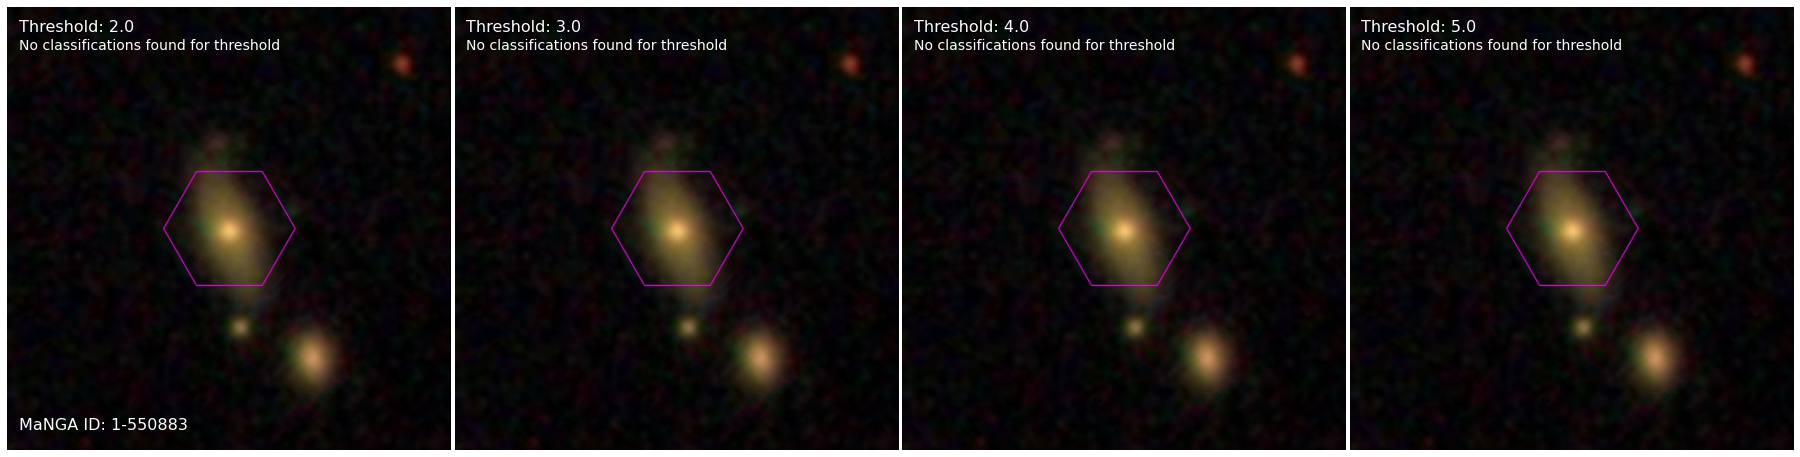 Threshold: 2.0
No classifications found for threshold
MaNGA ID: 1-550883
Threshold: 3.0
No classifications found for threshold
Threshold: 4.0
No classifications found for threshold
Threshold: 5.0
No classifications found for threshold